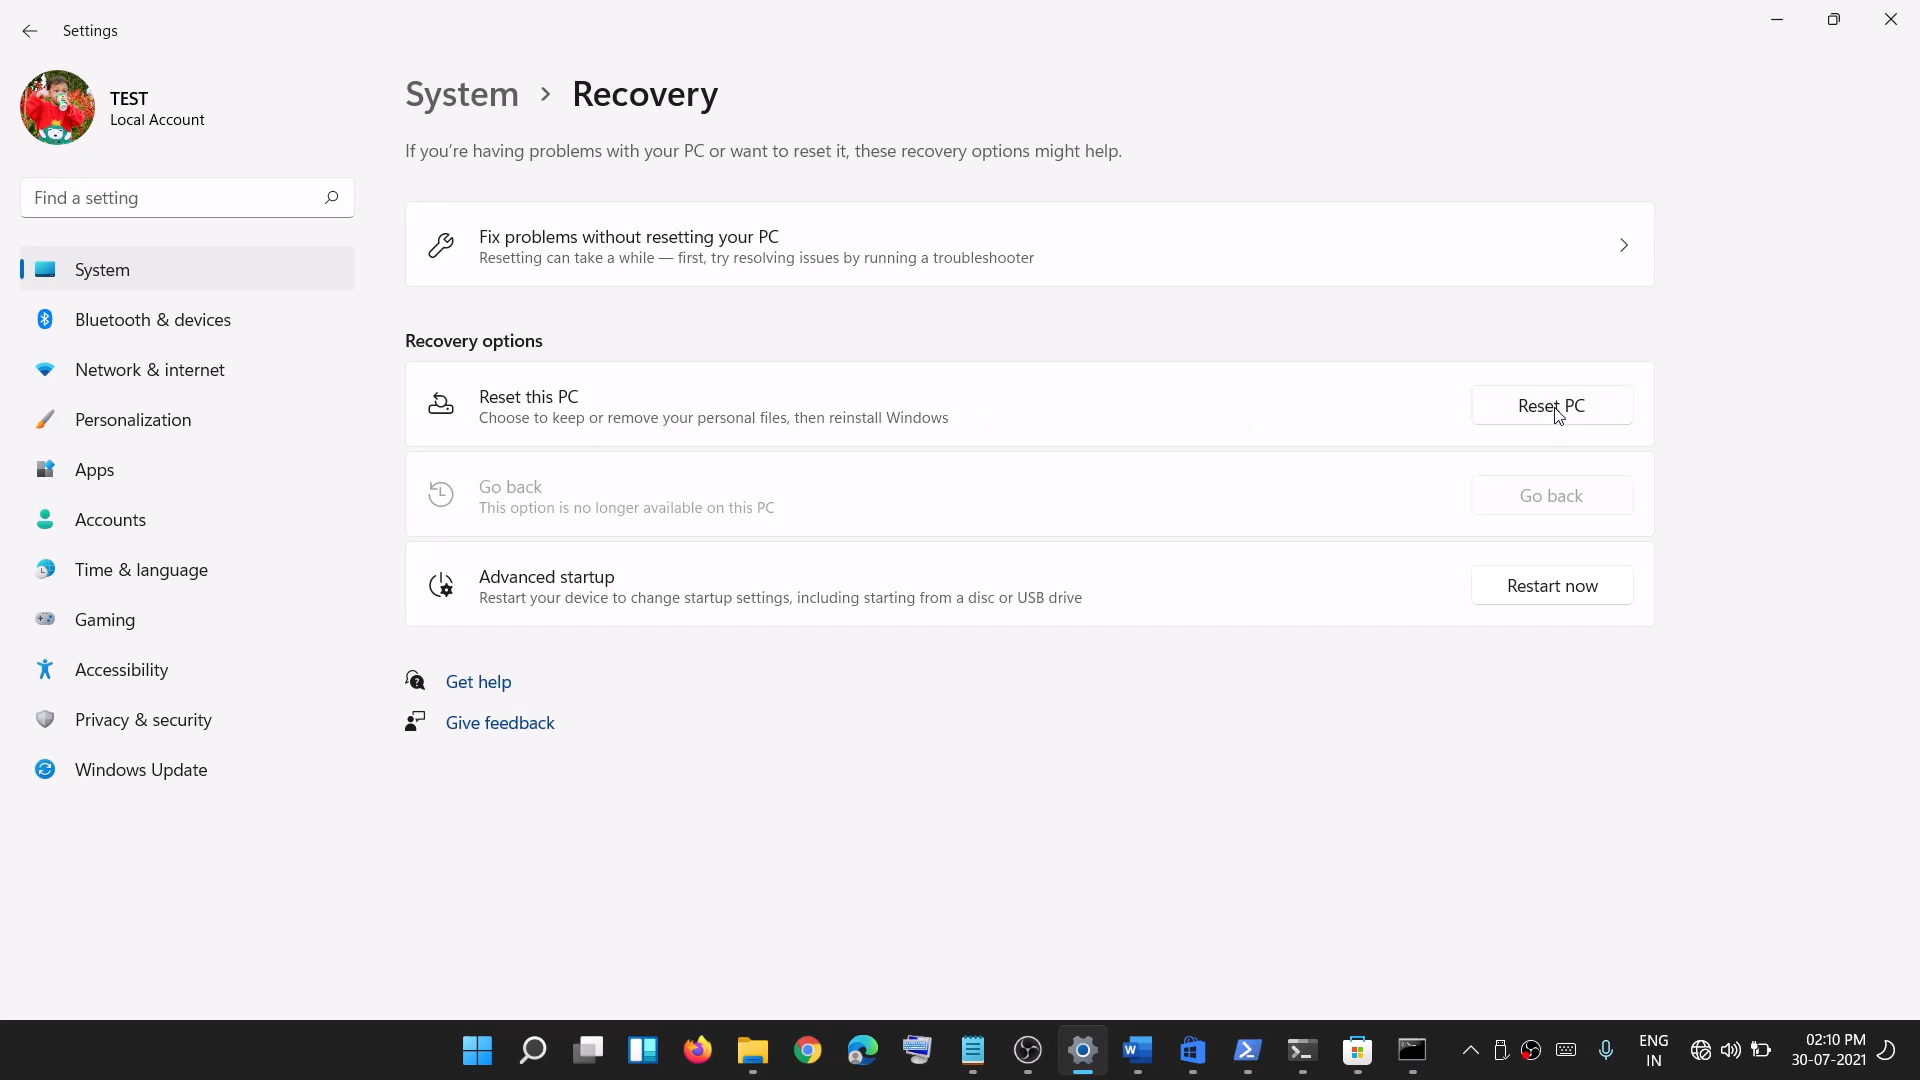 Settings
TEST
Local Account
Find a setting
System
Bluetooth & devices
Network & internet
Personalization
Apps
Accounts
Time & language
Gaming
Accessibility
Privacy & security
Windows Update
System › Recovery
If you're having problems with your PC or want to reset it, these recovery options might help.
Fix problems without resetting your PC
Resetting can take a while — first, try resolving issues by running a troubleshooter
Recovery options
Reset this PC
Choose to keep or remove your personal files, then reinstall Windows
Reset PC
Go back
This option is no longer available on this PC
Go back
Advanced startup
Restart your device to change startup settings, including starting from a disc or USB drive
Restart now
Get help
Give feedback
ENG
IN
02:10 PM
30-07-2021